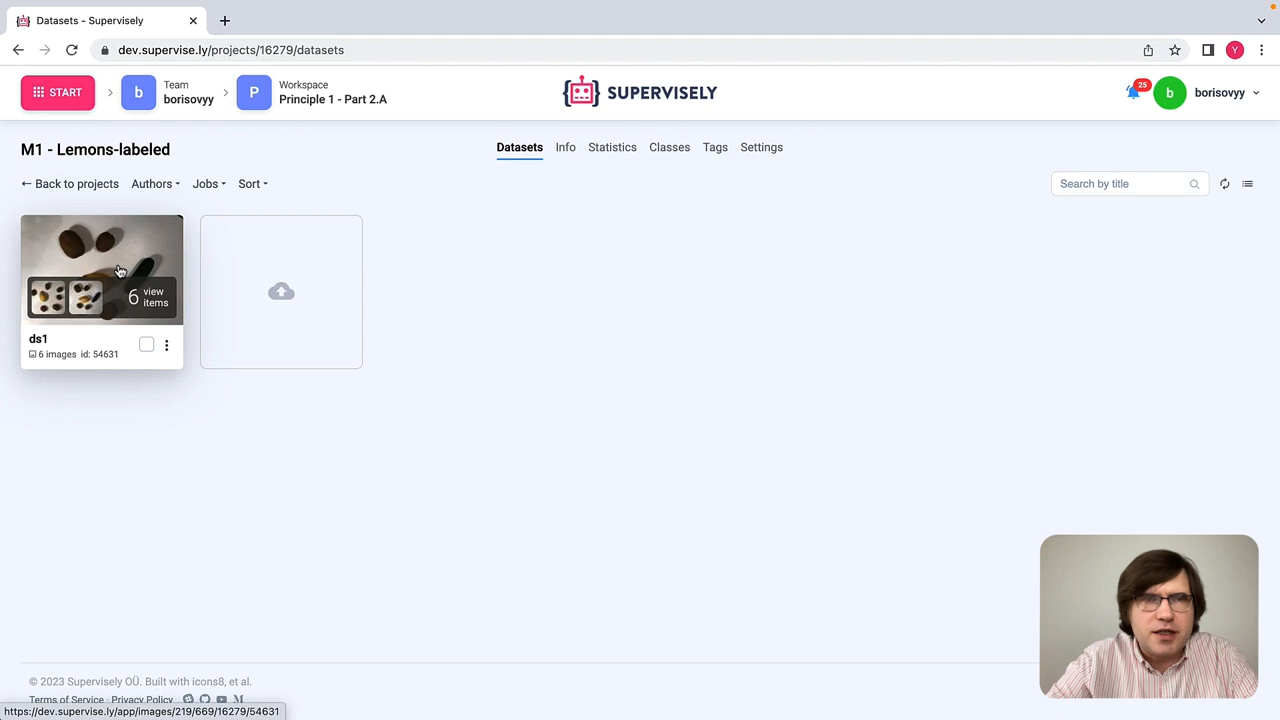 Datasets - Supervisely
dev.supervise.ly/projects/16279/datasets
Y
START
b
Team
borisovyy
P
Workspace
Principle 1 - Part 2.A
SUPERVISELY
25
b
borisovyy
M1 - Lemons-labeled
Datasets Info Statistics Classes Tags Settings
← Back to projects Authors Jobs Sort
Search by title
6 view items
ds1
6 images id: 54631
© 2023 Supervisely OÜ. Built with icons8, et al.
Terms of Service · Privacy Policy
https://dev.supervise.ly/app/images/219/669/16279/54631